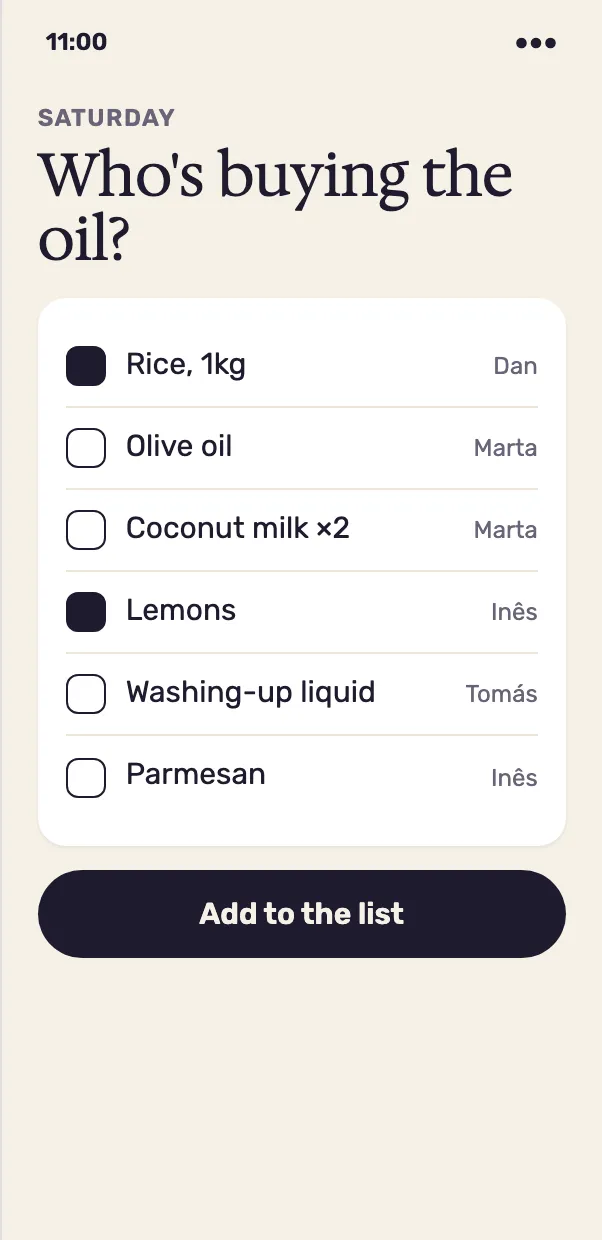 11:00
SATURDAY
Who's buying the
oil?
Rice, 1kg Dan
Olive oil Marta
Coconut milk ×2 Marta
Lemons Inês
Washing-up liquid Tomás
Parmesan Inês
Add to the list